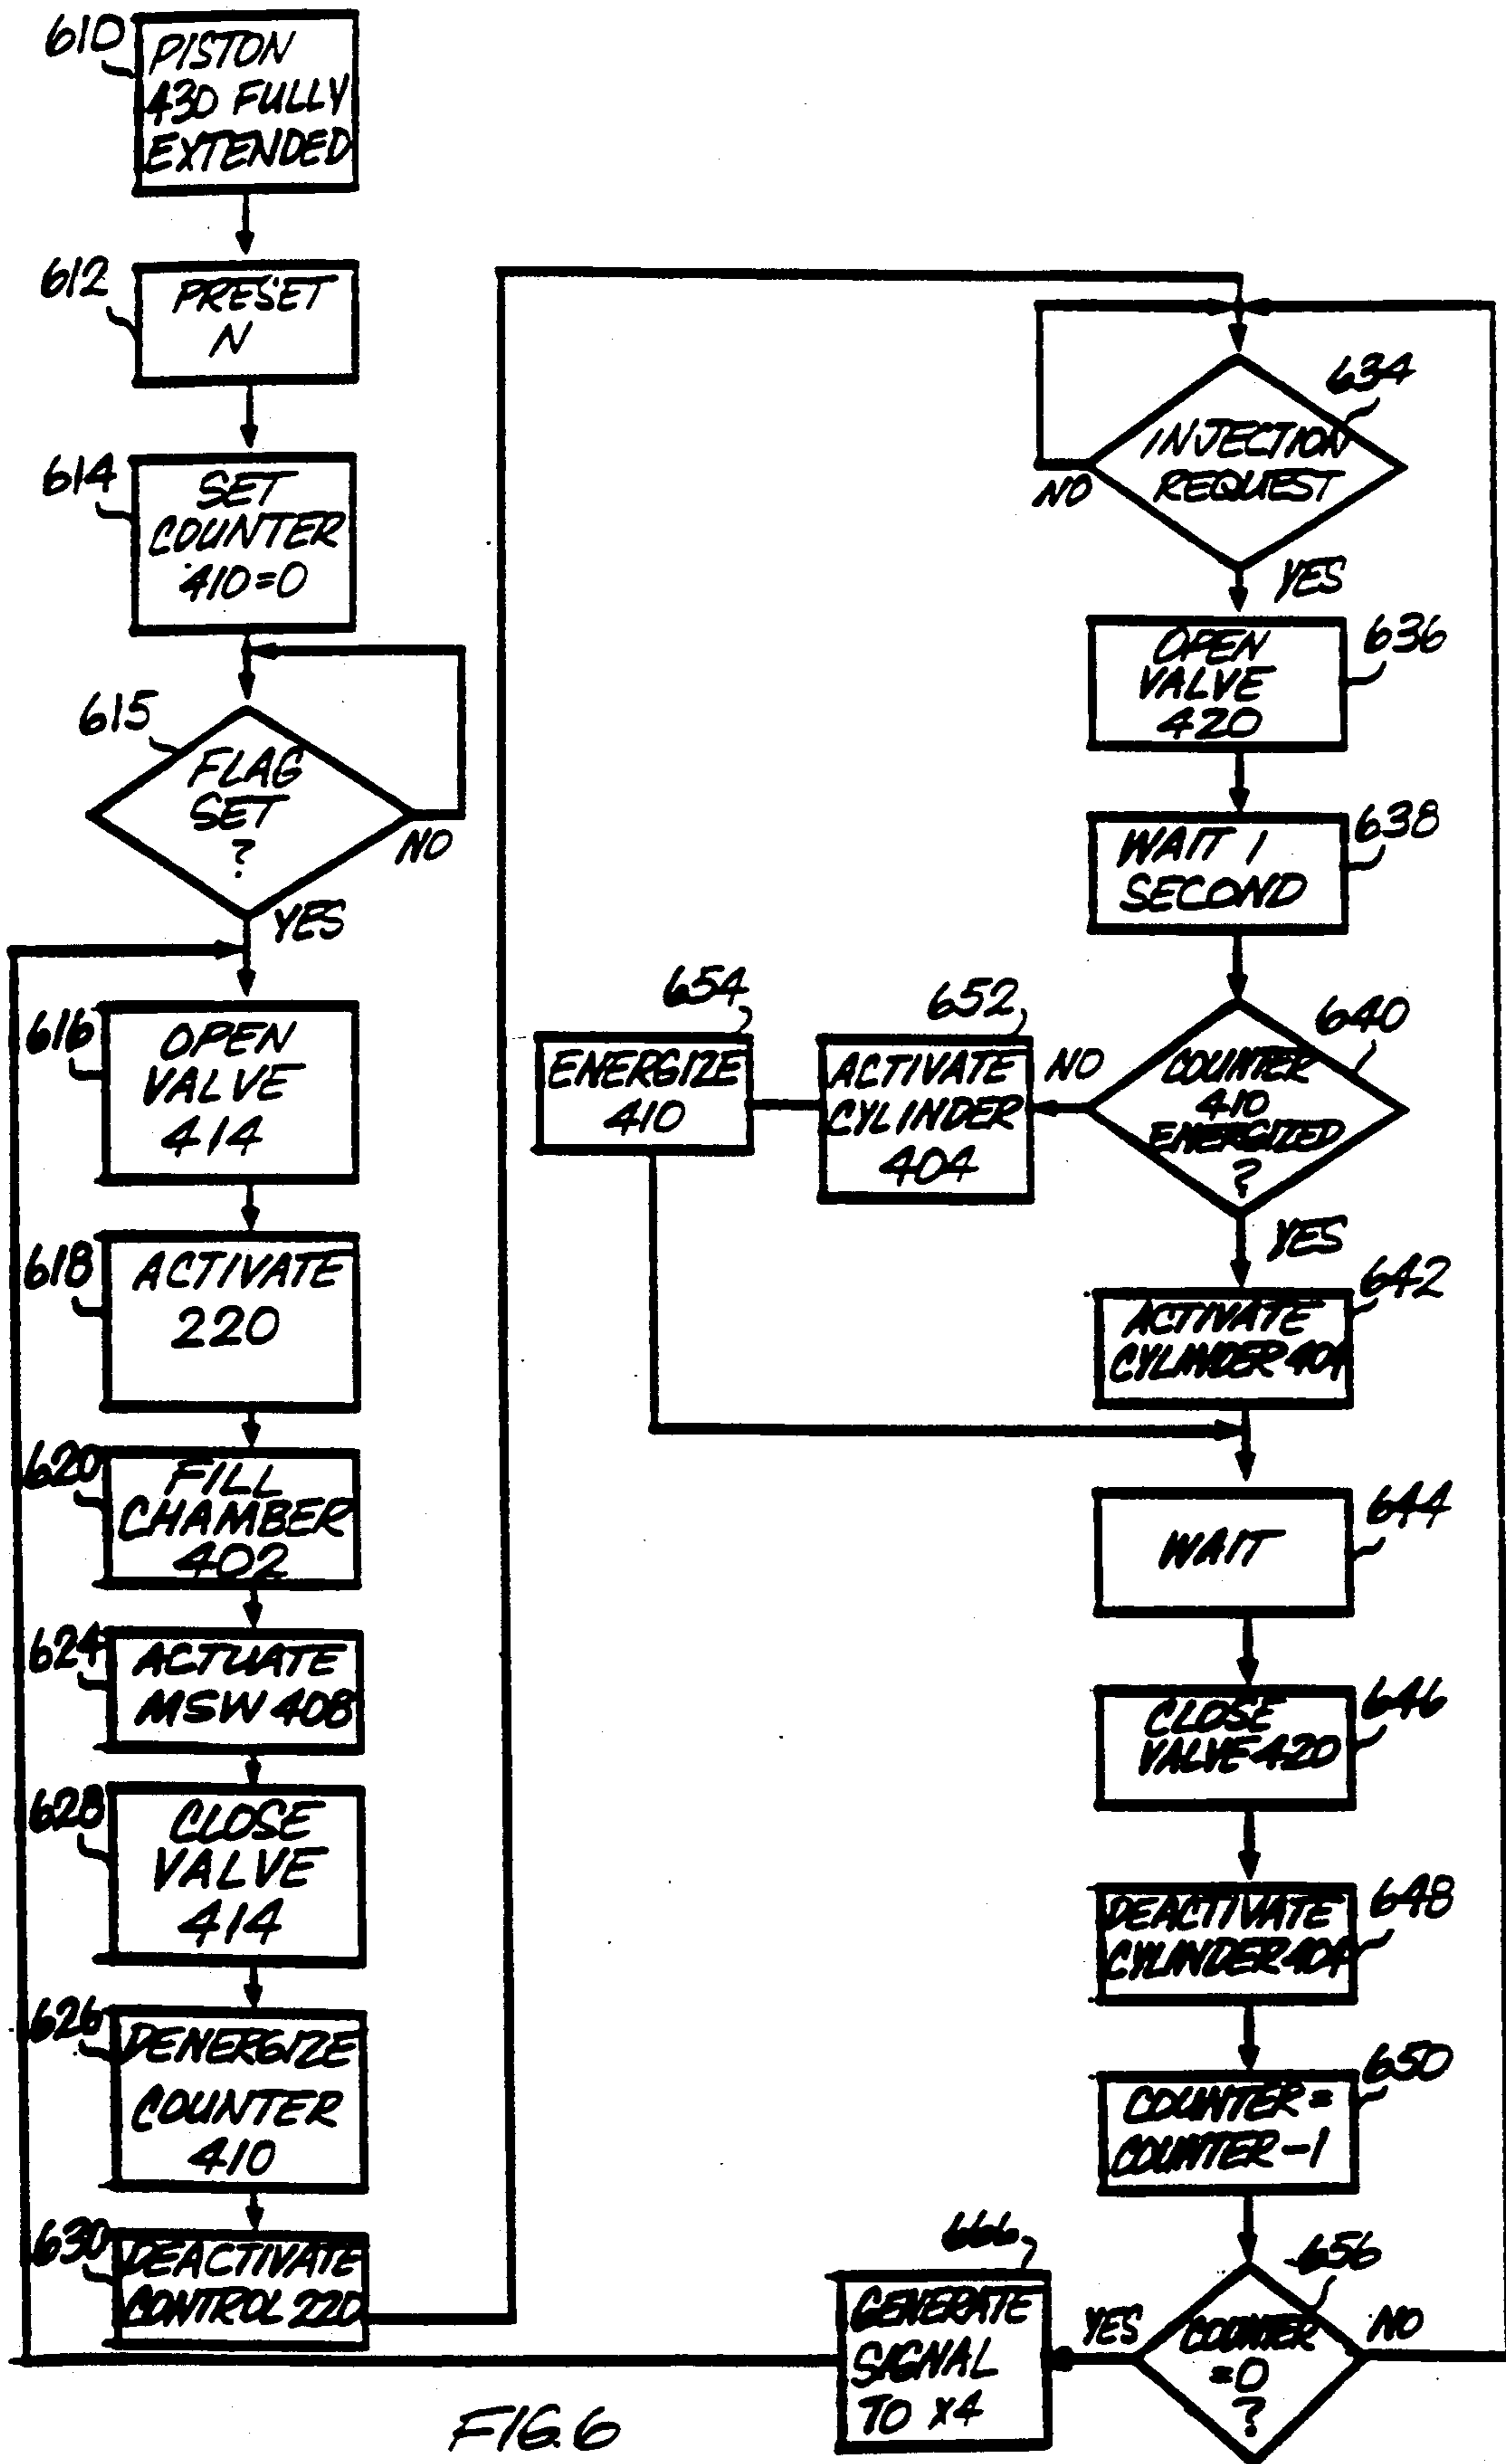 610
PISTON
430 FULLY
EXTENDED
612
PRESET
N
614
SET
COUNTER
410=0
615
FLAG
SET
?
NO
YES
616
OPEN
VALVE
414
618
ACTIVATE
220
620
FILL
CHAMBER
402
624
ACTUATE
MSW 408
628
CLOSE
VALVE
414
626
DENERGIZE
COUNTER
410
630
DEACTIVATE
CONTROL 220
634
INJECTION
REQUEST
NO
YES
636
OPEN
VALVE
420
638
WAIT 1
SECOND
640
COUNTER
410
ENERGIZED
?
NO
YES
652
ACTIVATE
CYLINDER
404
654
ENERGIZE
410
642
ACTIVATE
CYLINDER 404
644
WAIT
646
CLOSE
VALVE 420
648
DEACTIVATE
CYLINDER 404
650
COUNTER =
COUNTER -1
656
COUNTER
=0
?
NO
YES
666
GENERATE
SIGNAL
TO X4
FIG. 6